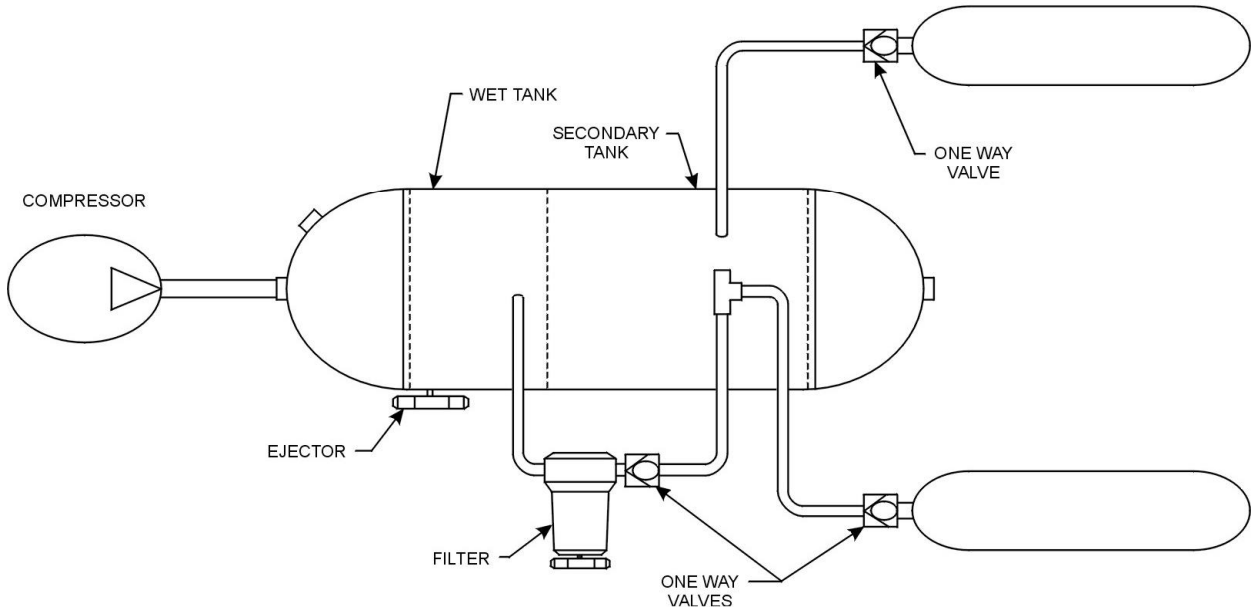 WET TANK
SECONDARY
TANK
ONE WAY
VALVE
COMPRESSOR
EJECTOR
FILTER
ONE WAY
VALVES